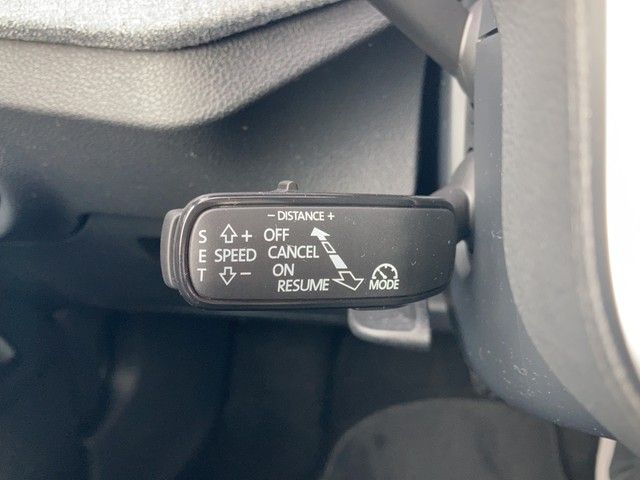 - DISTANCE +
S + OFF
E SPEED CANCEL
T - ON
RESUME MODE